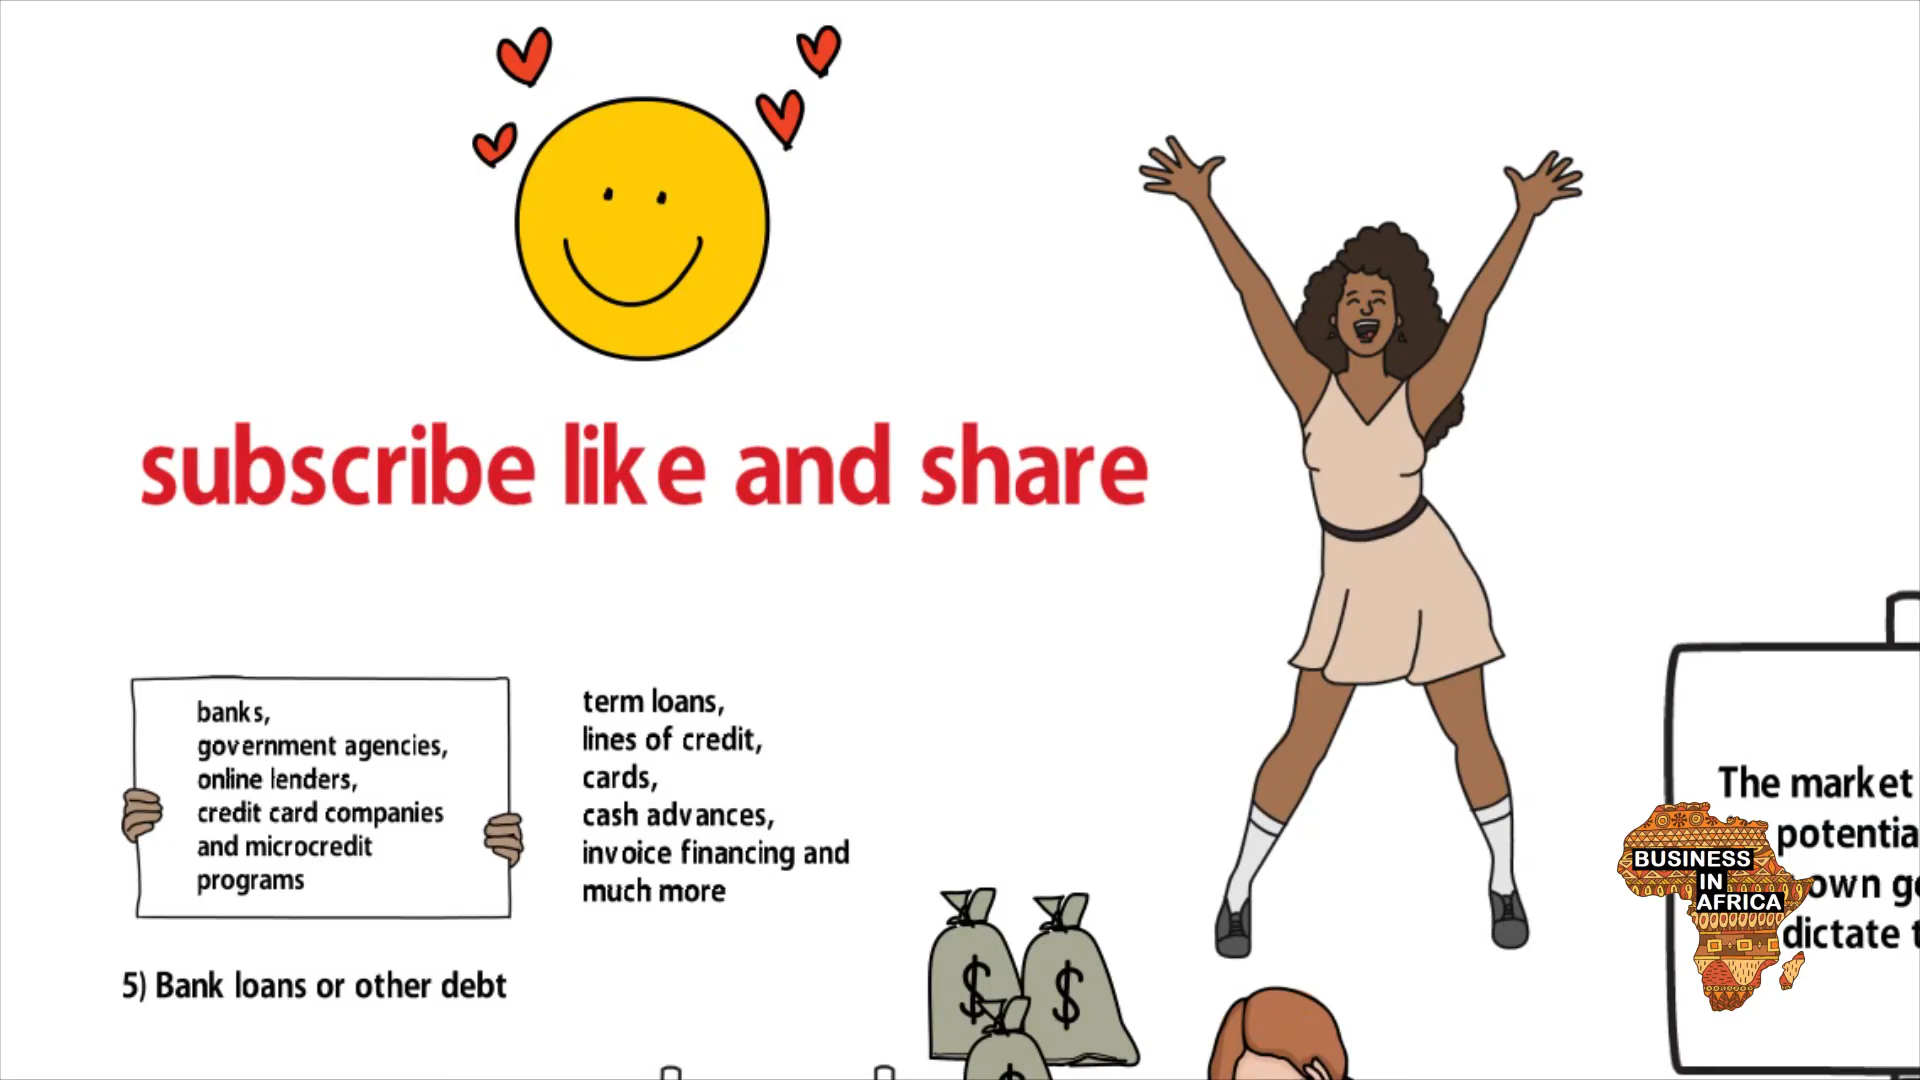 subscribe like and share
banks,
government agencies,
online lenders,
credit card companies
and microcredit
programs
term loans,
lines of credit,
cards,
cash advances,
invoice financing and
much more
5) Bank loans or other debt
$ $
$
The market
own
dictate
BUSINESS
IN
AFRICA